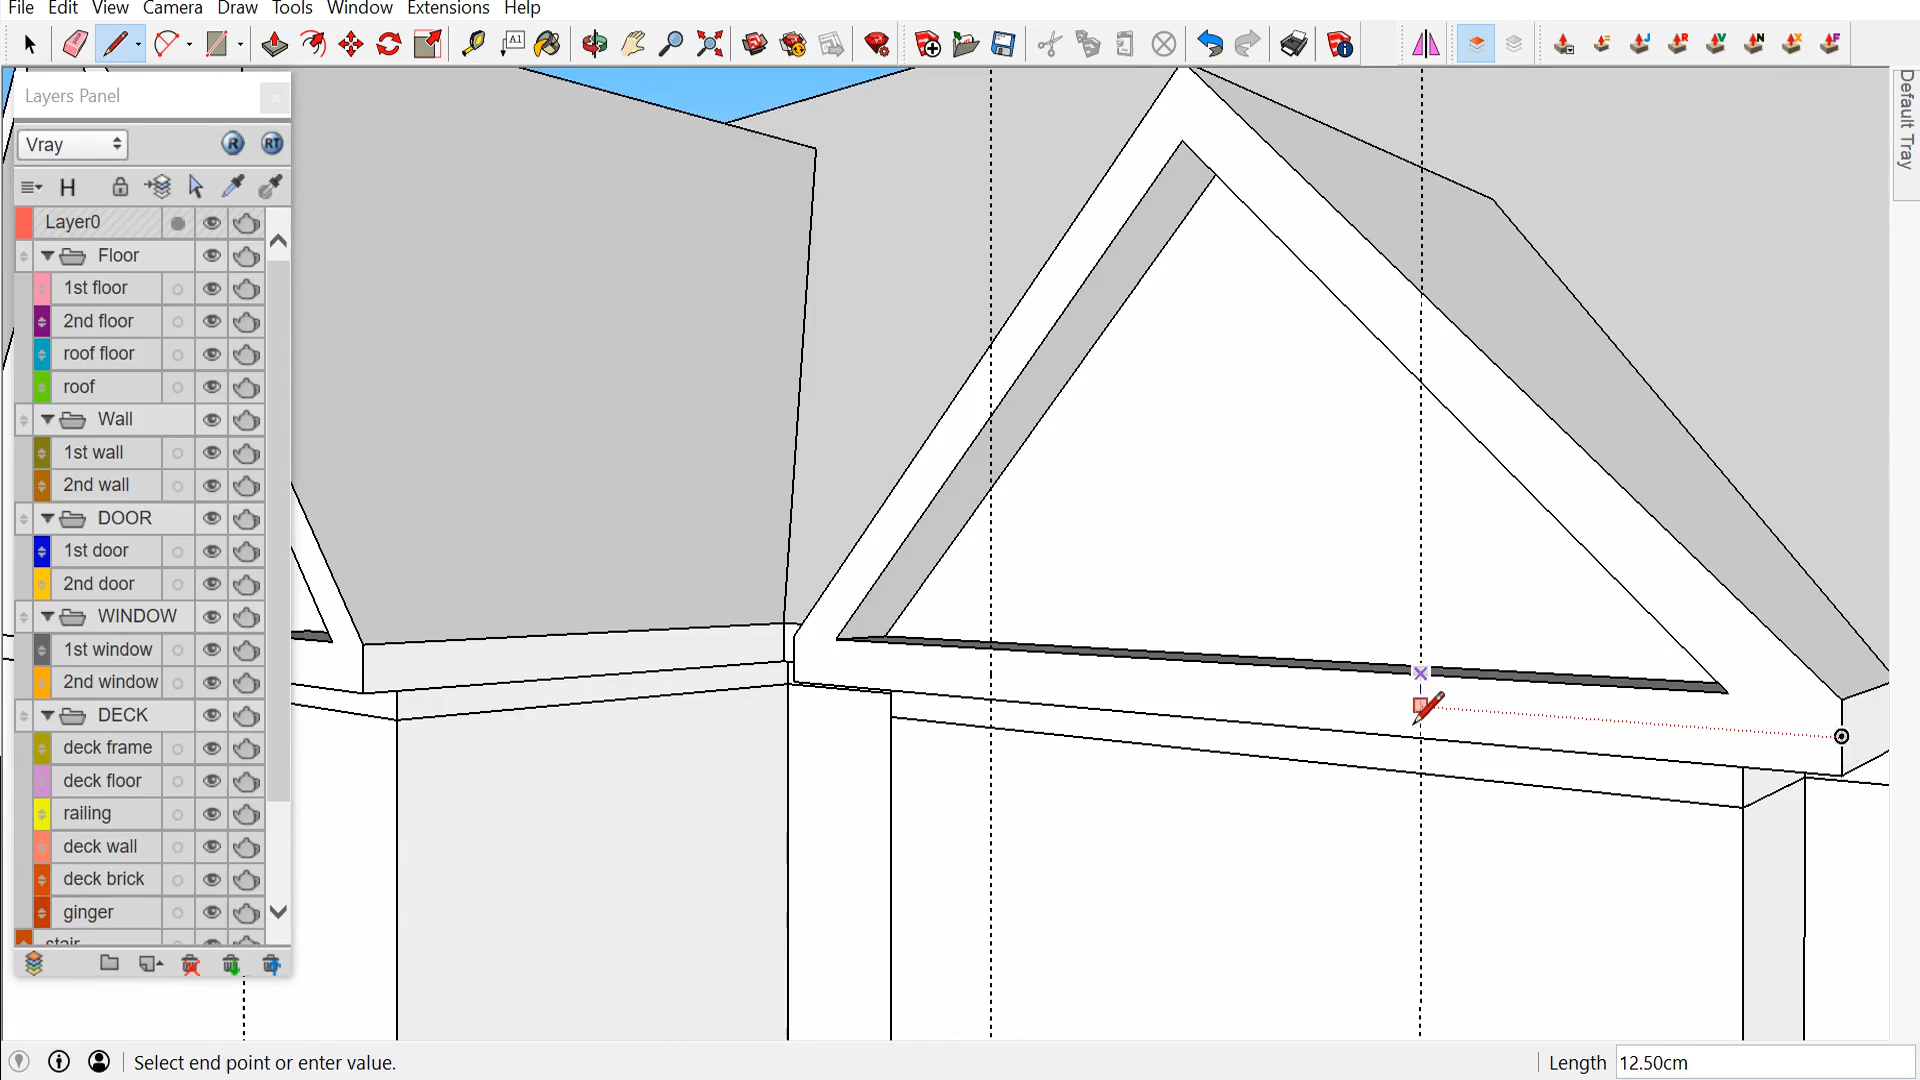 File Edit View Camera Draw Tools Window Extensions Help
A1
R J R V N X F
Default Tray
Layers Panel
Vray R RT
H
Layer0
Floor
1st floor
2nd floor
roof floor
roof
Wall
1st wall
2nd wall
DOOR
1st door
2nd door
WINDOW
1st window
2nd window
DECK
deck frame
deck floor
railing
deck wall
deck brick
ginger
stair
Select end point or enter value.
Length 12.50cm